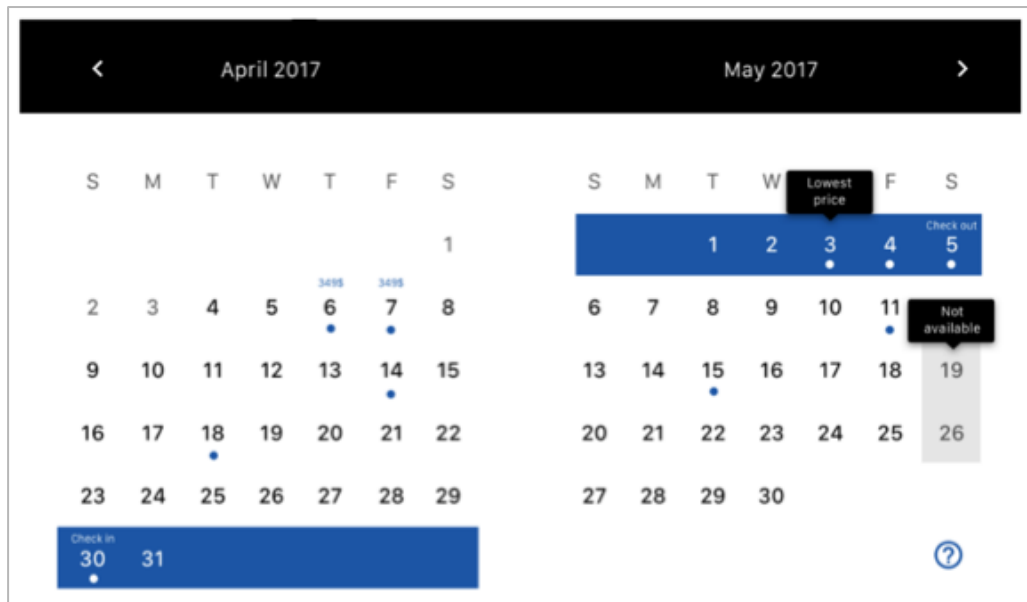 April 2017
S M T W T F S
1
349$ 349$
2 3 4 5 6 7 8
9 10 11 12 13 14 15
16 17 18 19 20 21 22
23 24 25 26 27 28 29
Check in
30 31
May 2017
S M T W F S
Lowest
price
Check out
1 2 3 4 5
6 7 8 9 10 11
Not
available
13 14 15 16 17 18 19
20 21 22 23 24 25 26
27 28 29 30
?